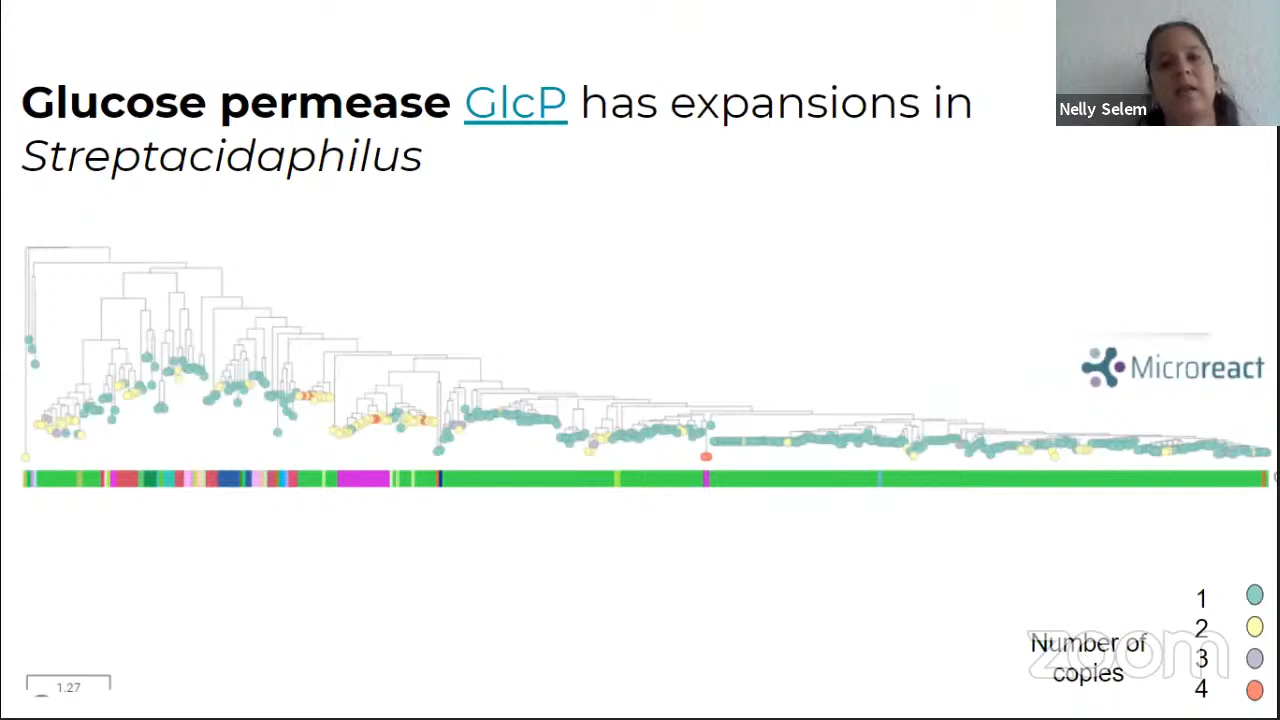 Nelly Selem
Glucose permease GlcP has expansions in
Streptacidaphilus
Microreact
1
2
Number of
copies
3
4
zoom
1.27